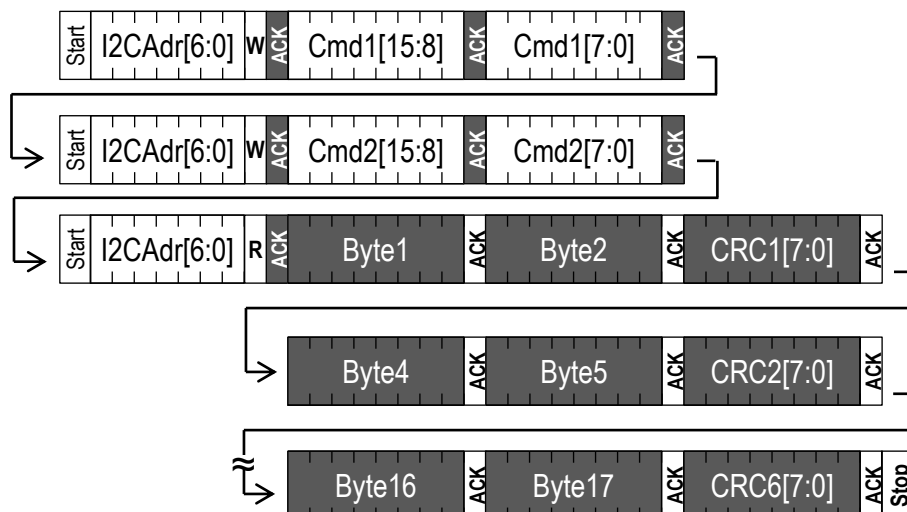 Start I2CAdr[6:0] W ACK Cmd1[15:8] ACK Cmd1[7:0] ACK
Start I2CAdr[6:0] W ACK Cmd2[15:8] ACK Cmd2[7:0] ACK
Start I2CAdr[6:0] R ACK Byte1 ACK Byte2 ACK CRC1[7:0] ACK
Byte4 ACK Byte5 ACK CRC2[7:0] ACK
Byte16 ACK Byte17 ACK CRC6[7:0] ACK Stop